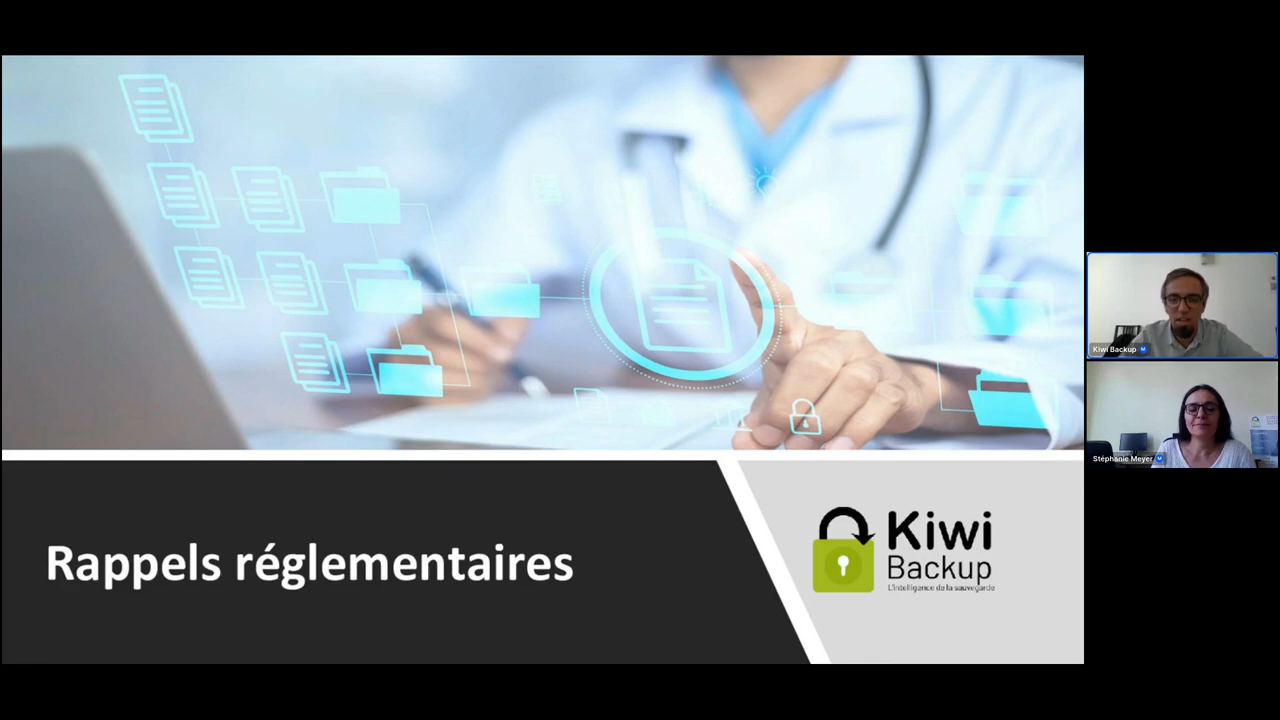 Rappels réglementaires
Kiwi
Backup
L'intelligence de la sauvegarde
Kiwi Backup
Stéphanie Meyer